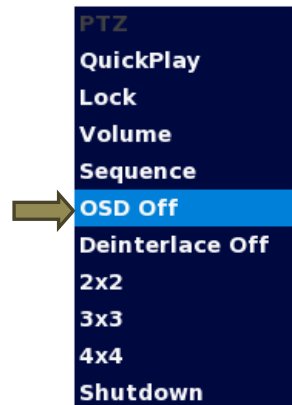 PTZ
QuickPlay
Lock
Volume
Sequence
OSD Off
Deinterlace Off
2x2
3x3
4x4
Shutdown